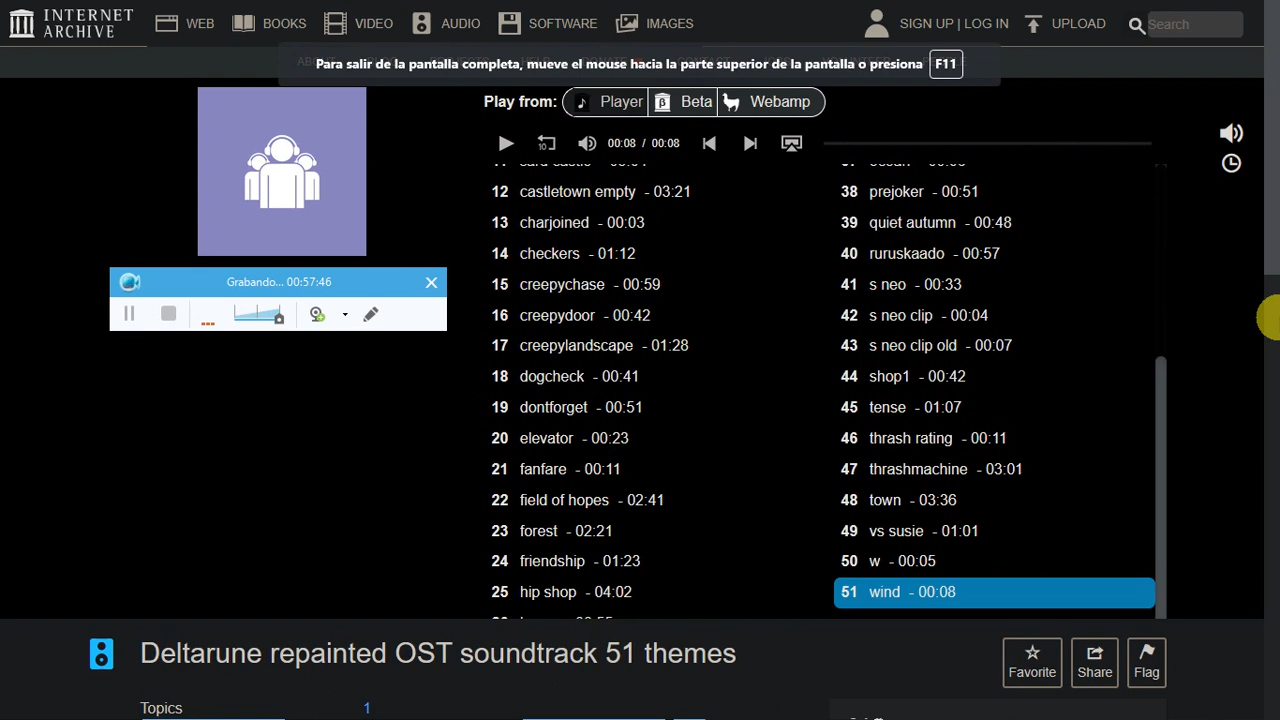 INTERNET ARCHIVE
WEB
BOOKS
VIDEO
AUDIO
SOFTWARE
IMAGES
SIGN UP | LOG IN
UPLOAD
Search
Para salir de la pantalla completa, mueve el mouse hacia la parte superior de la pantalla o presiona F11
Play from: Player Beta Webamp
10 00:08 / 00:08
12 castletown empty - 03:21
13 charjoined - 00:03
14 checkers - 01:12
15 creepychase - 00:59
16 creepydoor - 00:42
17 creepylandscape - 01:28
18 dogcheck - 00:41
19 dontforget - 00:51
20 elevator - 00:23
21 fanfare - 00:11
22 field of hopes - 02:41
23 forest - 02:21
24 friendship - 01:23
25 hip shop - 04:02
38 prejoker - 00:51
39 quiet autumn - 00:48
40 ruruskaado - 00:57
41 s neo - 00:33
42 s neo clip - 00:04
43 s neo clip old - 00:07
44 shop1 - 00:42
45 tense - 01:07
46 thrash rating - 00:11
47 thrashmachine - 03:01
48 town - 03:36
49 vs susie - 01:01
50 w - 00:05
51 wind - 00:08
Grabando... 00:57:46
Deltarune repainted OST soundtrack 51 themes
Favorite
Share
Flag
Topics 1